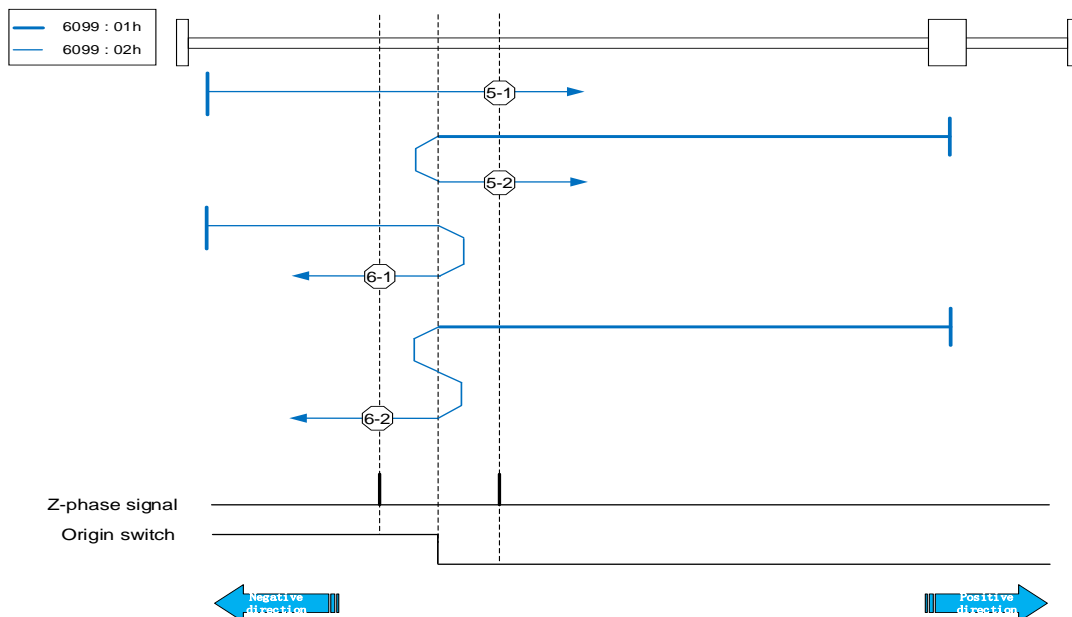 6099 : 01h
6099 : 02h
5-1
5-2
6-1
6-2
Z-phase signal
Origin switch
Negative
direction
Positive
direction